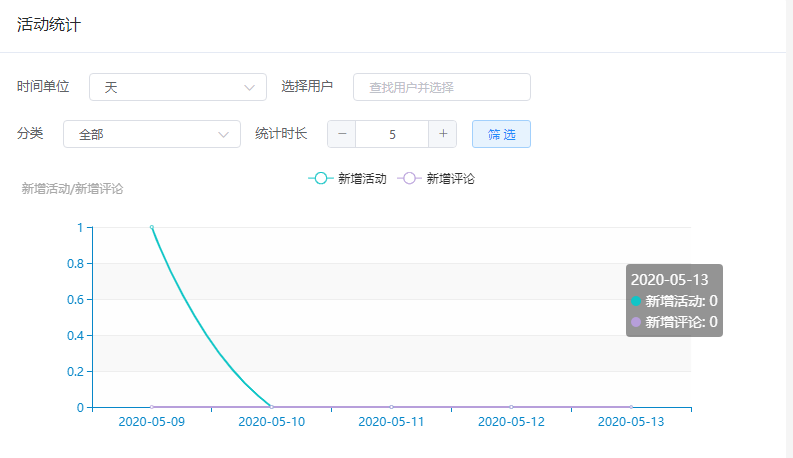 活动统计
时间单位 天 选择用户 查找用户并选择
分类 全部 统计时长 − 5 + 筛 选
新增活动 新增评论
新增活动/新增评论
1
0.8
2020-05-13
新增活动: 0
0.6
新增评论: 0
0.4
0.2
0
2020-05-09 2020-05-10 2020-05-11 2020-05-12 2020-05-13